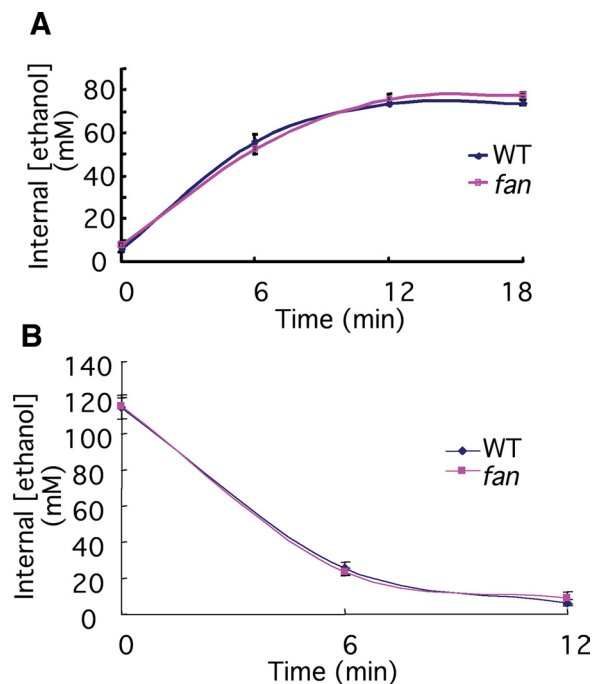 A
Internal [ethanol]
(mM)
80
60
40
20
0
WT
fan
0 6 12 18
Time (min)
B
Internal [ethanol]
(mM)
140
120
100
80
60
40
20
0
WT
fan
0 6 12
Time (min)